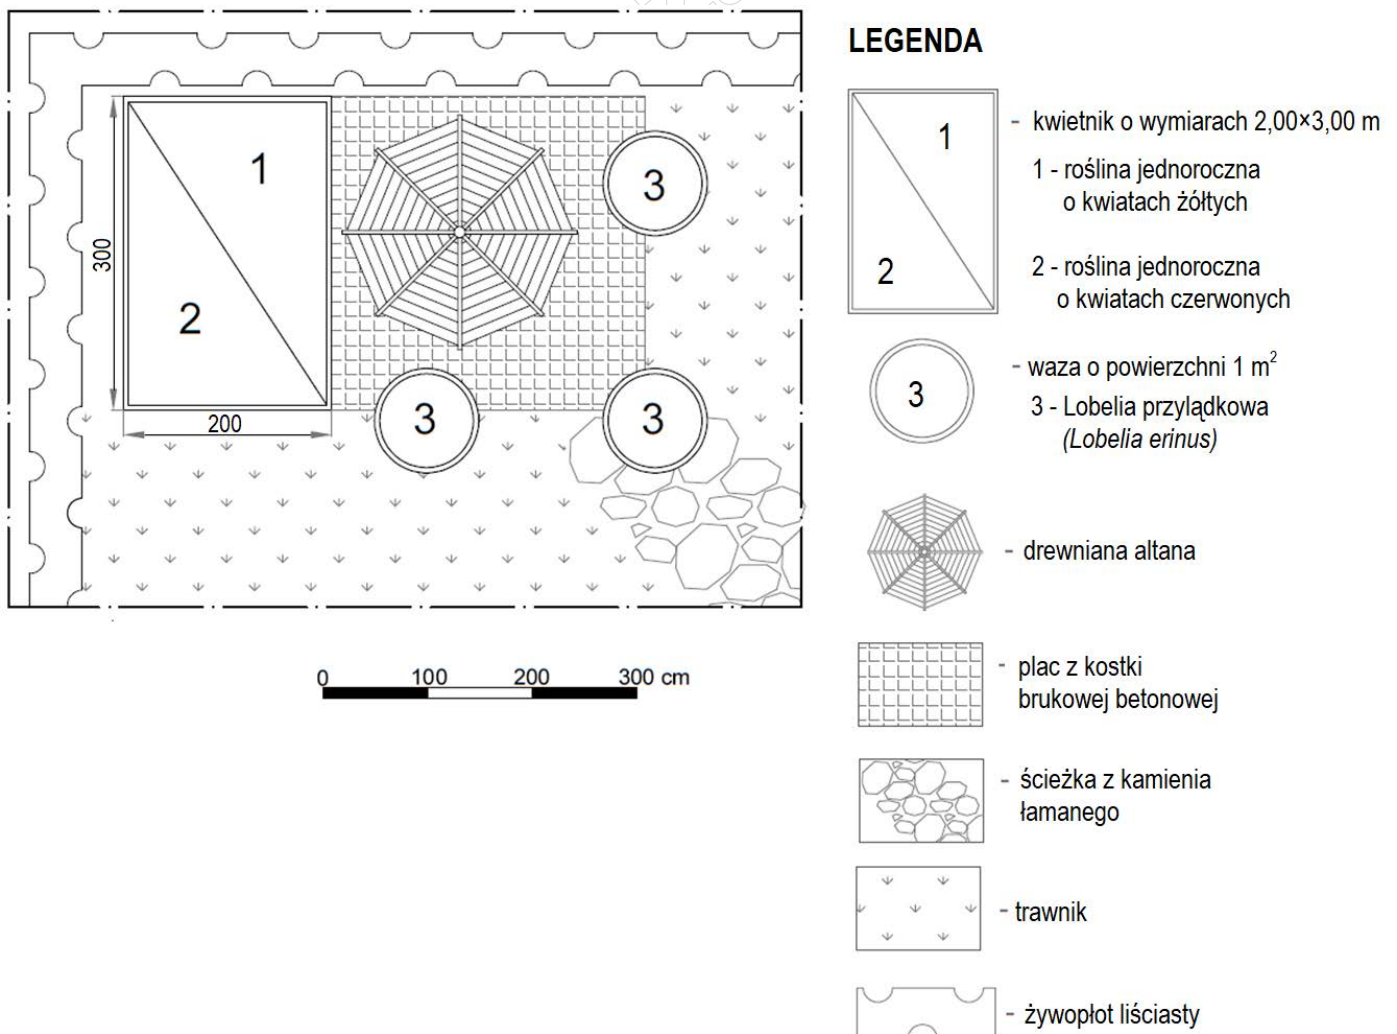 LEGENDA
1
2
3
3
3
300
200
0 100 200 300 cm
1
2
- kwietnik o wymiarach 2,00×3,00 m
1 - roślina jednoroczna
o kwiatach żółtych
2 - roślina jednoroczna
o kwiatach czerwonych
3
- waza o powierzchni 1 m²
3 - Lobelia przylądkowa
(Lobelia erinus)
- drewniana altana
- plac z kostki
brukowej betonowej
- ścieżka z kamienia
łamanego
- trawnik
- żywopłot liściasty